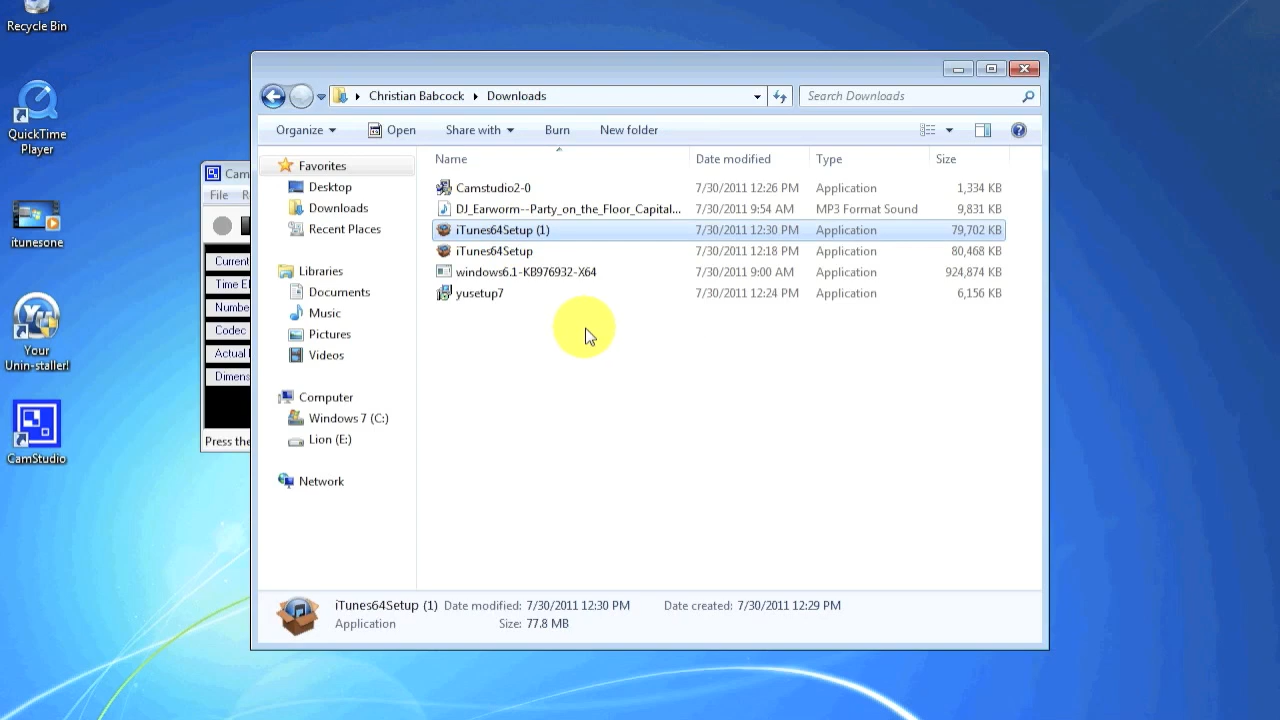 Recycle Bin
QuickTime
Player
itunesone
Your
Unin-staller!
CamStudio
Cam
File R
Current
Time E
Numbe
Codec
Actual
Dimen
Press the
Christian Babcock Downloads
Search Downloads
Organize Open Share with Burn New folder
Favorites
Desktop
Downloads
Recent Places
Libraries
Documents
Music
Pictures
Videos
Computer
Windows 7 (C:)
Lion (E:)
Network
Name Date modified Type Size
Camstudio2-0 7/30/2011 12:26 PM Application 1,334 KB
DJ_Earworm--Party_on_the_Floor_Capital... 7/30/2011 9:54 AM MP3 Format Sound 9,831 KB
iTunes64Setup (1) 7/30/2011 12:30 PM Application 79,702 KB
iTunes64Setup 7/30/2011 12:18 PM Application 80,468 KB
windows6.1-KB976932-X64 7/30/2011 9:00 AM Application 924,874 KB
yusetup7 7/30/2011 12:24 PM Application 6,156 KB
iTunes64Setup (1) Date modified: 7/30/2011 12:30 PM Date created: 7/30/2011 12:29 PM
Application Size: 77.8 MB